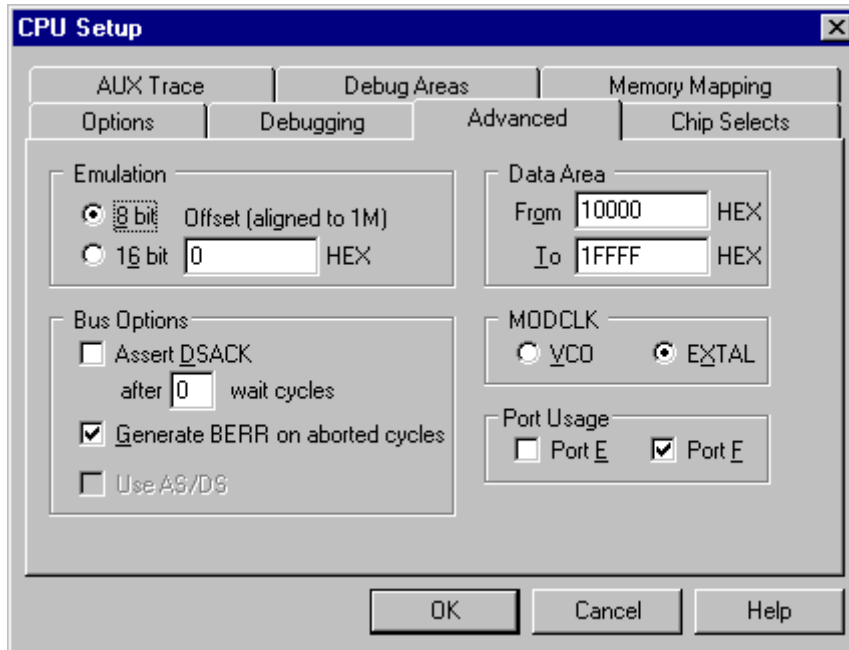 CPU Setup
AUX Trace Debug Areas Memory Mapping
Options Debugging Advanced Chip Selects
Emulation
8 bit Offset (aligned to 1M)
16 bit 0 HEX
Data Area
From 10000 HEX
To 1FFFF HEX
Bus Options
Assert DSACK
after 0 wait cycles
Generate BERR on aborted cycles
Use AS/DS
MODCLK
VCO EXTAL
Port Usage
Port E Port F
OK Cancel Help